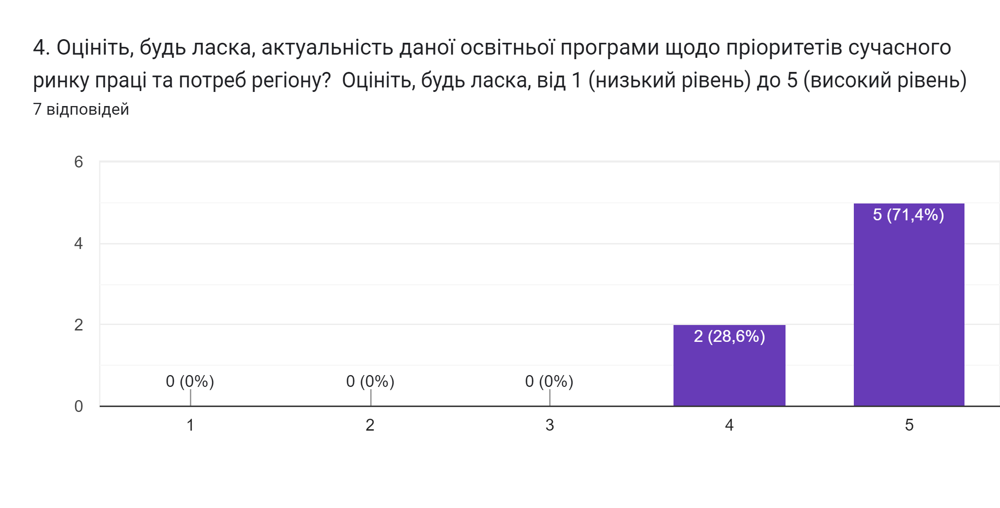 4. Оцініть, будь ласка, актуальність даної освітньої програми щодо пріоритетів сучасного
ринку праці та потреб регіону?  Оцініть, будь ласка, від 1 (низький рівень) до 5 (високий рівень)
7 відповідей
6
5 (71,4%)
4
2
2 (28,6%)
0 (0%) 0 (0%) 0 (0%)
0
1 2 3 4 5